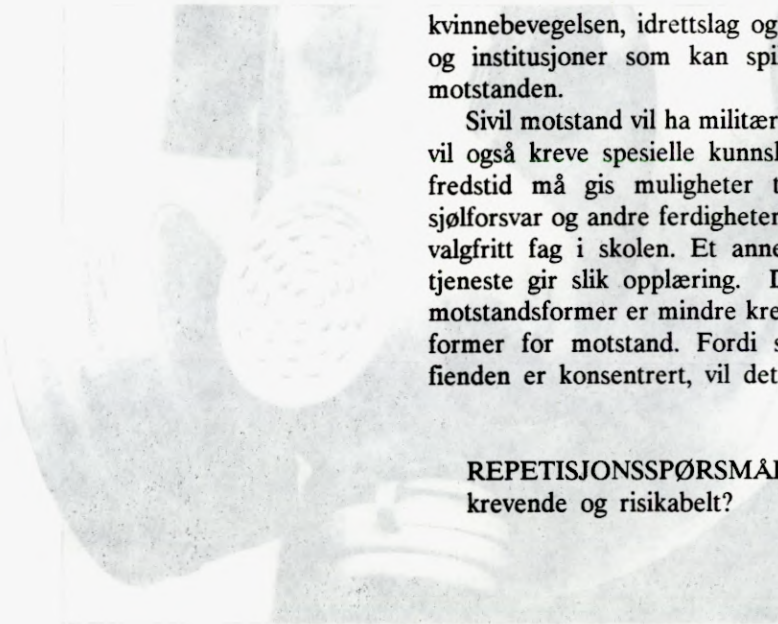 kvinnebevegelsen, idrettslag og
og institusjoner som kan spi
motstanden.
Sivil motstand vil ha militær
vil også kreve spesielle kunns
fredstid må gis muligheter t
sjølforsvar og andre ferdigheter
valgfritt fag i skolen. Et anne
tjeneste gir slik opplæring. D
motstandsformer er mindre kre
former for motstand. Fordi s
fienden er konsentrert, vil det
REPETISJONSSPØRSMÅL
krevende og risikabelt?